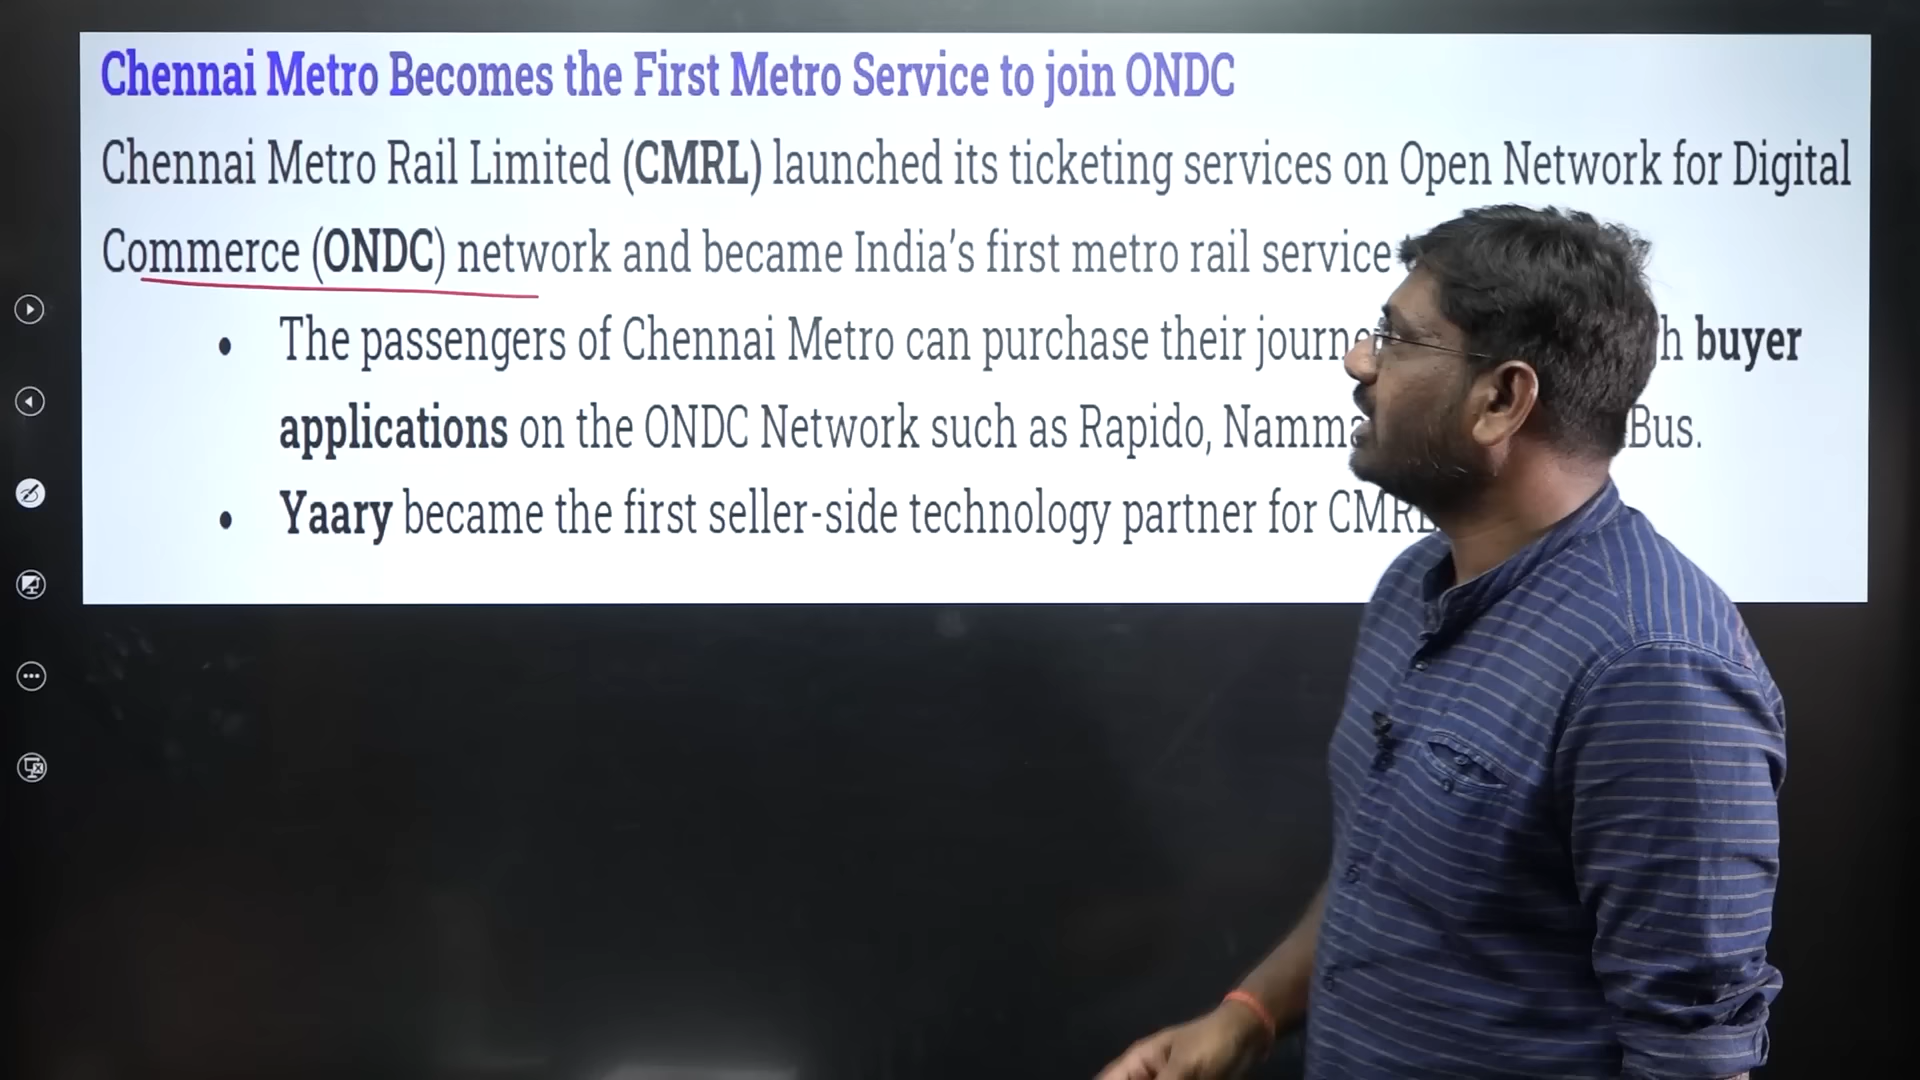 Chennai Metro Becomes the First Metro Service to join ONDC
Chennai Metro Rail Limited (CMRL) launched its ticketing services on Open Network for Digital
Commerce (ONDC) network and became India's first metro rail service
• The passengers of Chennai Metro can purchase their buyer
applications on the ONDC Network such as Rapido, Bus.
• Yaary became the first seller-side technology partner for